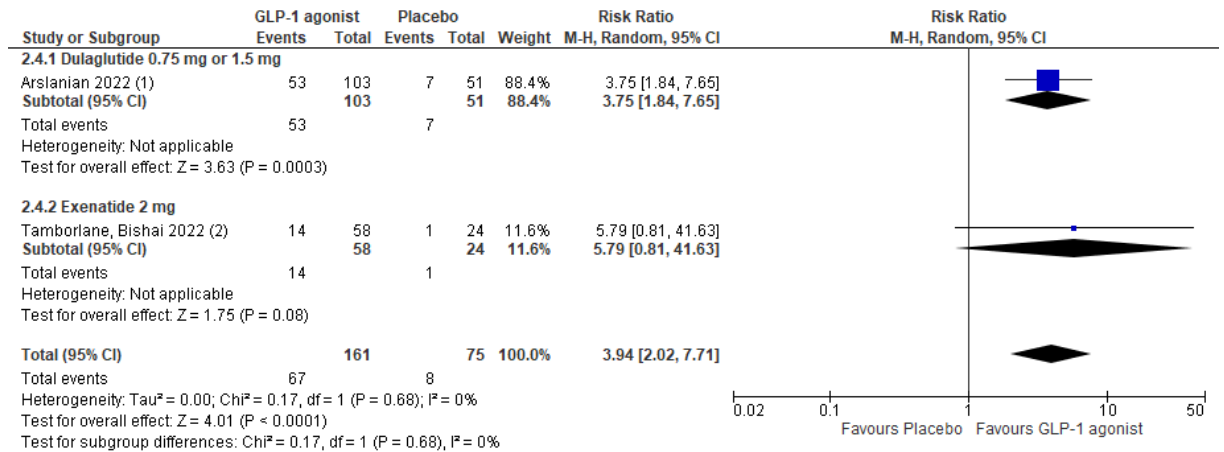 GLP-1 agonist Placebo Risk Ratio Risk Ratio
Study or Subgroup Events Total Events Total Weight M-H, Random, 95% CI M-H, Random, 95% CI
2.4.1 Dulaglutide 0.75 mg or 1.5 mg
Arslanian 2022 (1) 53 103 7 51 88.4% 3.75 [1.84, 7.65]
Subtotal (95% CI) 103 51 88.4% 3.75 [1.84, 7.65]
Total events 53 7
Heterogeneity: Not applicable
Test for overall effect: Z = 3.63 (P = 0.0003)
2.4.2 Exenatide 2 mg
Tamborlane, Bishai 2022 (2) 14 58 1 24 11.6% 5.79 [0.81, 41.63]
Subtotal (95% CI) 58 24 11.6% 5.79 [0.81, 41.63]
Total events 14 1
Heterogeneity: Not applicable
Test for overall effect: Z = 1.75 (P = 0.08)
Total (95% CI) 161 75 100.0% 3.94 [2.02, 7.71]
Total events 67 8
Heterogeneity: Tau² = 0.00; Chi² = 0.17, df = 1 (P = 0.68); I² = 0%
Test for overall effect: Z = 4.01 (P < 0.0001)
Test for subgroup differences: Chi² = 0.17, df = 1 (P = 0.68), I² = 0%
0.02 0.1 1 10 50
Favours Placebo Favours GLP-1 agonist